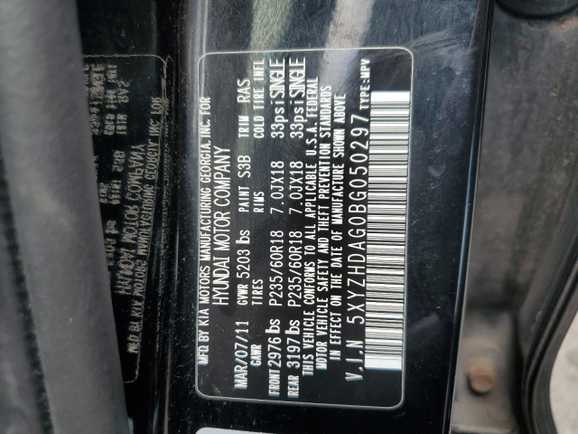 MFD BY KIA MOTORS MANUFACTURING GEORGIA, INC. FOR
HYUNDAI MOTOR COMPANY
MAR/07/11 GVWR 5203 lbs PAINT S3B TRIM RAS
GAWR TIRES RIMS COLD TIRE INFL
FRONT 2976 lbs P235/60R18 7.0JX18 33psi SINGLE
REAR 3197 lbs P235/60R18 7.0JX18 33psi SINGLE
THIS VEHICLE CONFORMS TO ALL APPLICABLE U.S.A. FEDERAL
MOTOR VEHICLE SAFETY AND THEFT PREVENTION STANDARDS
IN EFFECT ON THE DATE OF MANUFACTURE SHOWN ABOVE
V.I.N 5XYZHDAG0BG050297 TYPE:MPV